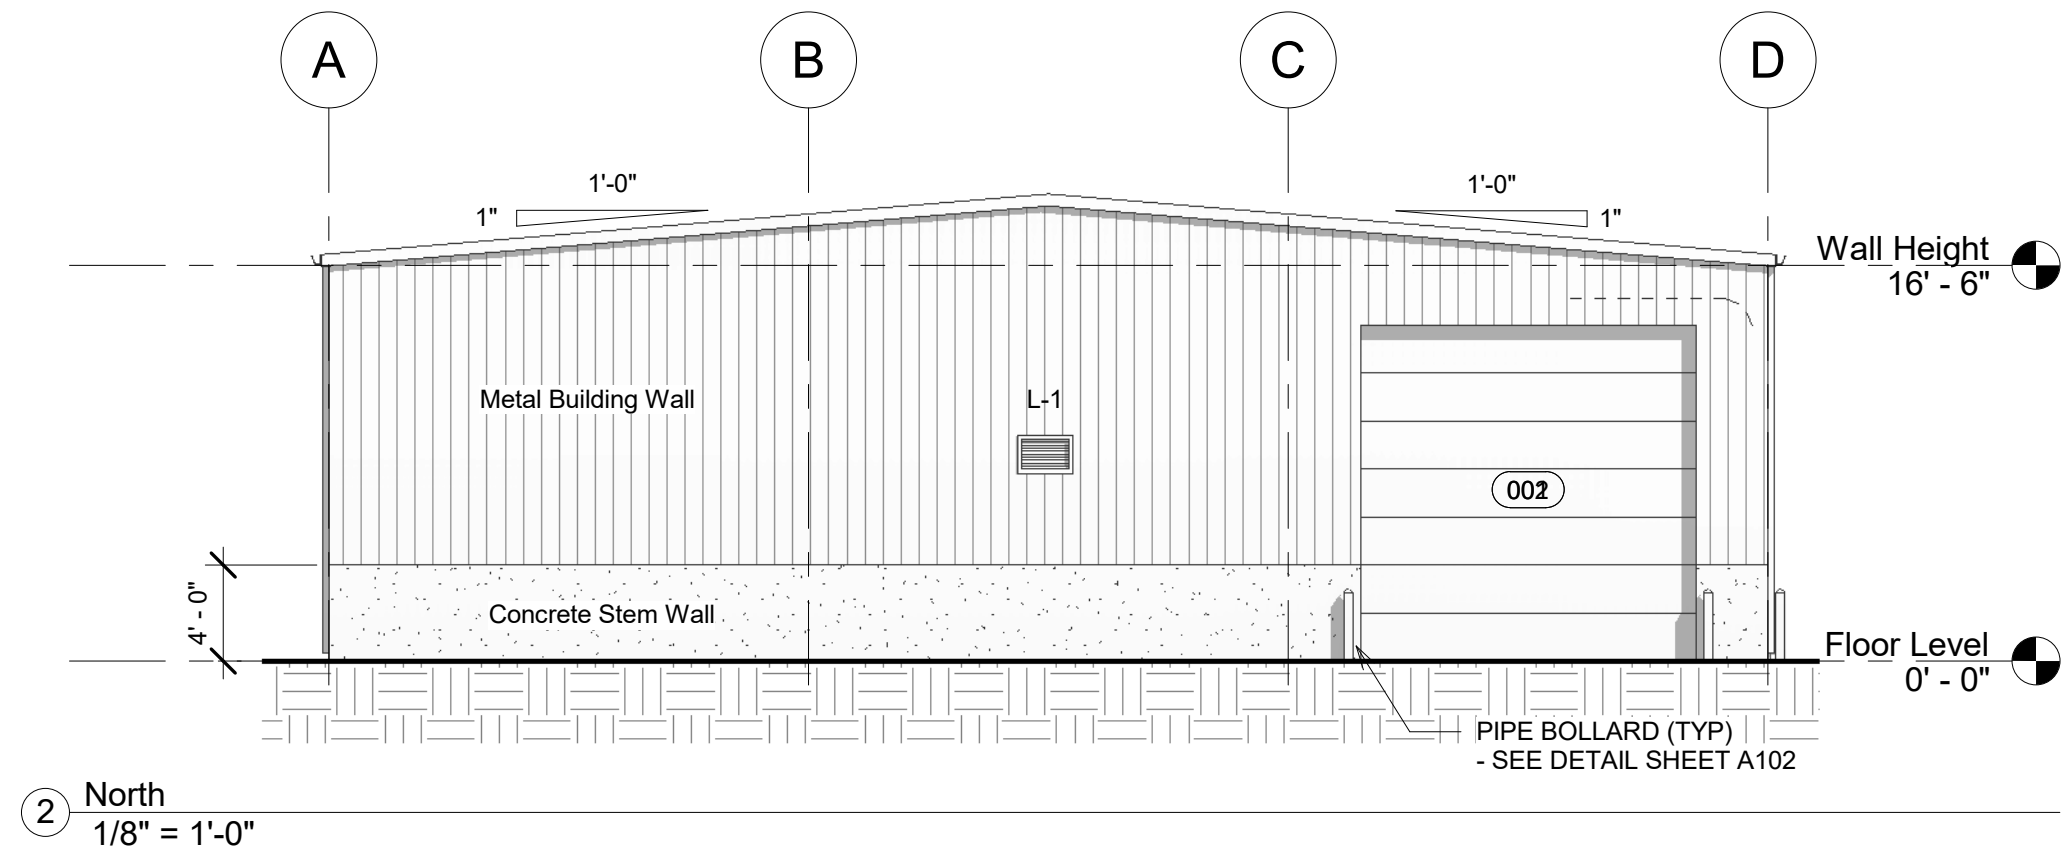 A B C D
1'-0" 1'-0"
1" 1"
Wall Height
16' - 6"
Metal Building Wall
L-1
4' - 0"
Concrete Stem Wall
Floor Level
0' - 0"
PIPE BOLLARD (TYP)
- SEE DETAIL SHEET A102
2 North
1/8" = 1'-0"